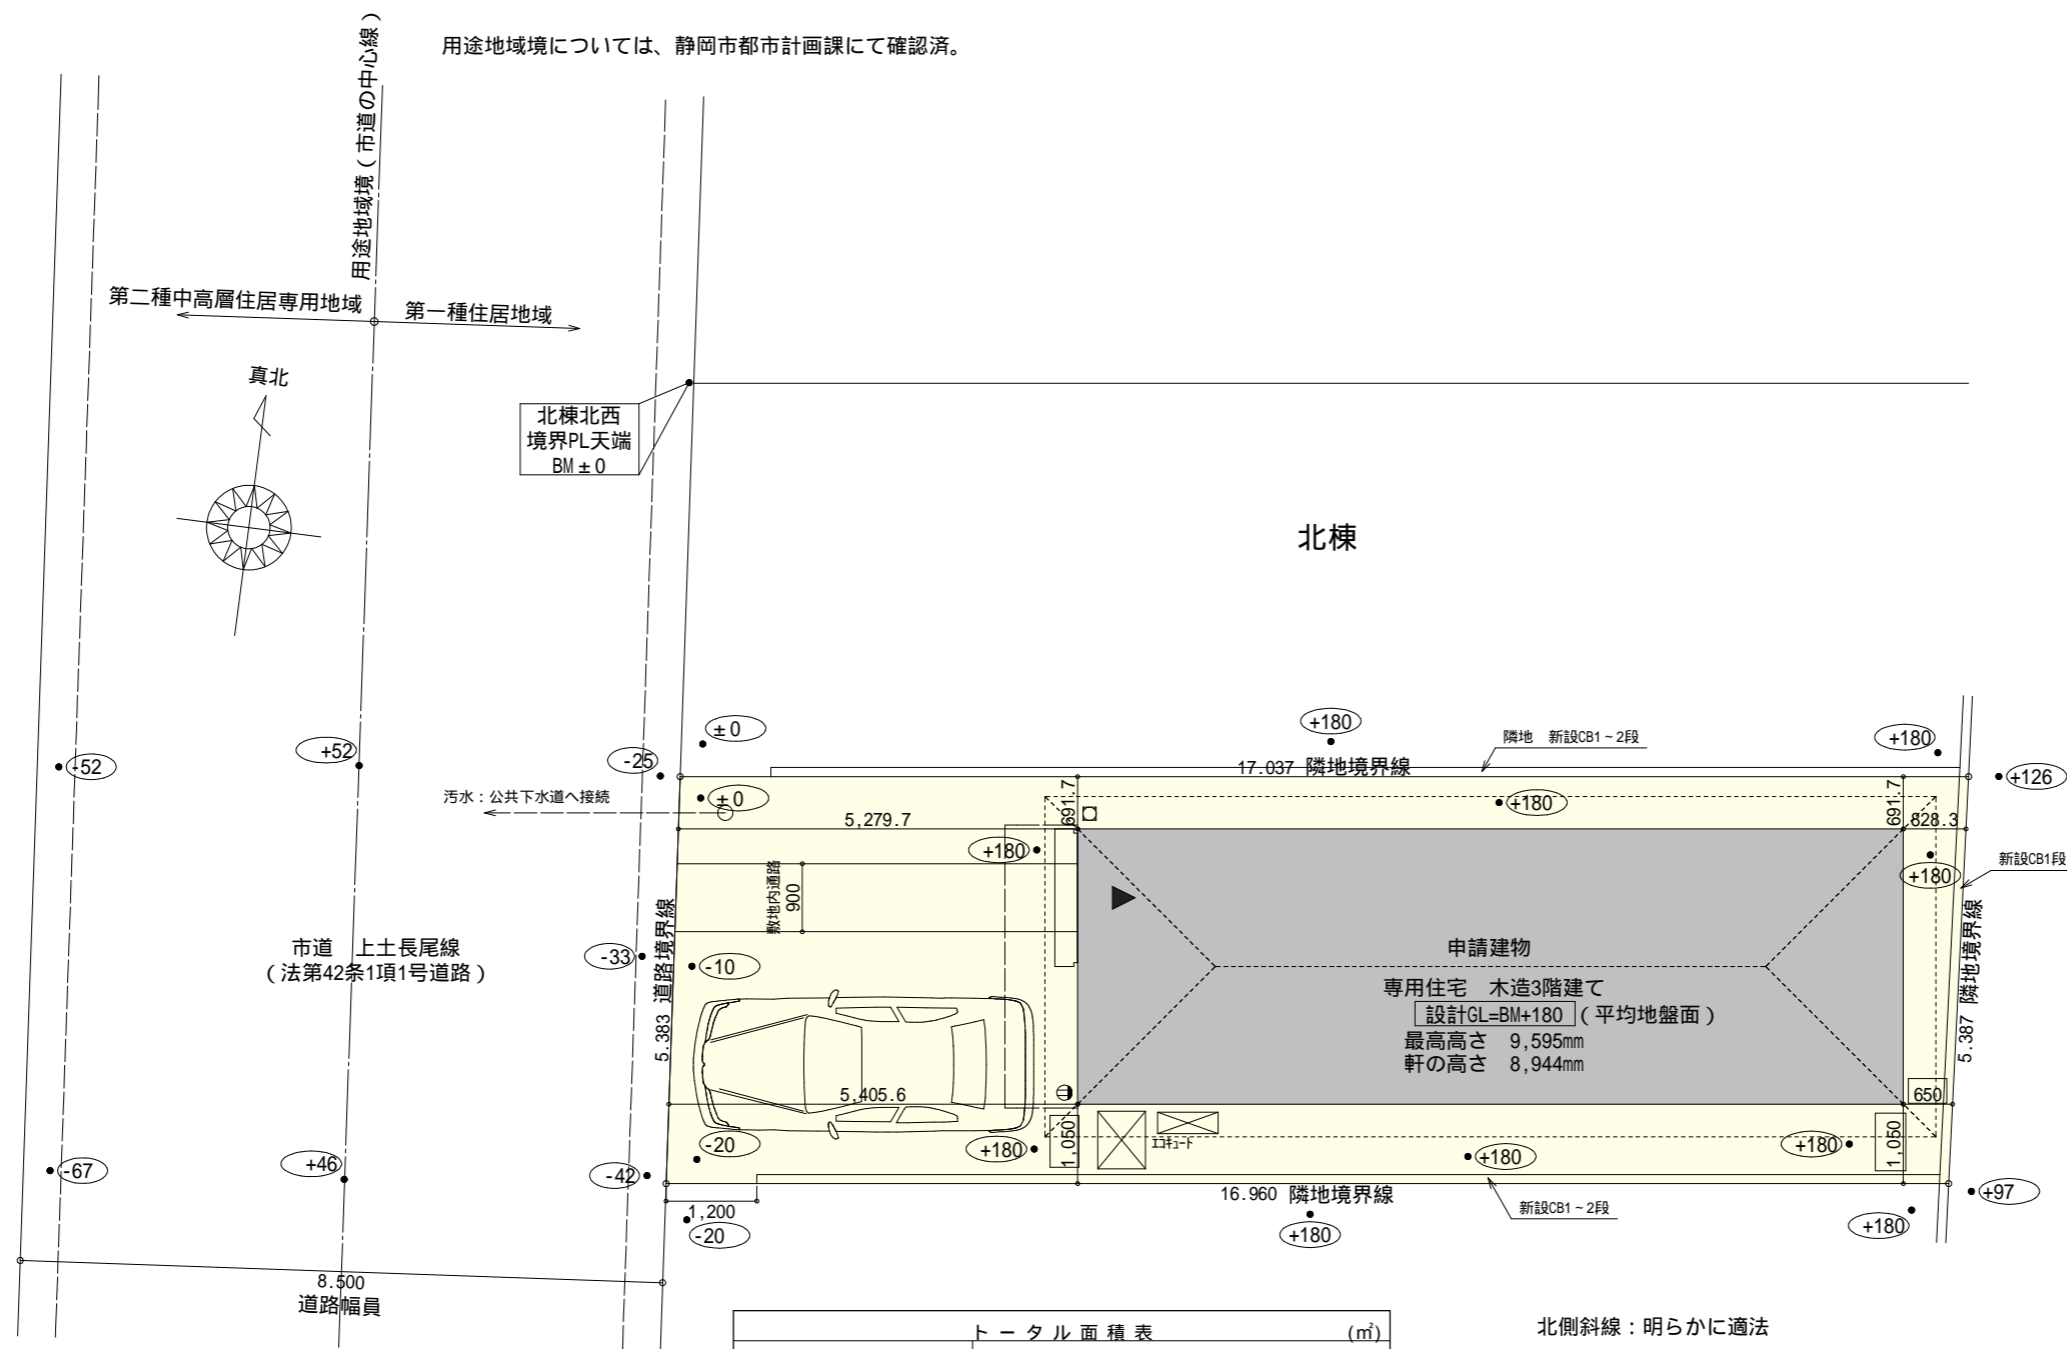 用途地域境については、静岡市都市計画課にて確認済。
用途地域境（市道の中心線）
第二種中高層住居専用地域
第一種住居地域
真北
北棟北西
境界PL天端
BM±0
北棟
±0
+180
隣地　新設CB1~2段
+180
-52
+52
-25
17.037 隣地境界線
+126
汚水：公共下水道へ接続
±0
+180
691.7
691.7
5,279.7
828.3
+180
+180
新設CB1段
敷地内通路
900
市道　上土長尾線
（法第42条1項1号道路）
-33
道路境界線
5.383
-10
申請建物
専用住宅　木造3階建て
設計GL=BM+180（平均地盤面）
最高高さ　9,595mm
軒の高さ　8,944mm
隣地境界線
5.387
5,405.6
650
-20
+180
1,050
エコキュート
+180
+180
1,050
-67
+46
-42
16.960 隣地境界線
+97
1,200
-20
+180
新設CB1~2段
+180
8.500
道路幅員
トータル面積表
(㎡)
北側斜線：明らかに適法